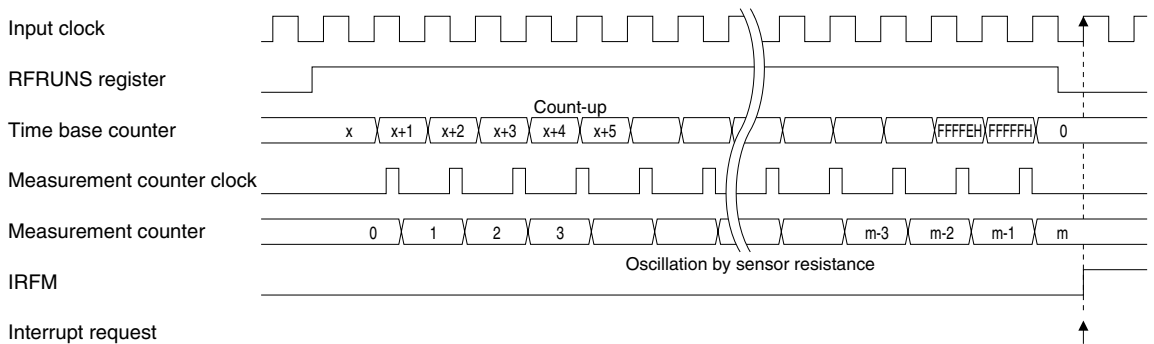 Input clock
RFRUNS register
Count-up
Time base counter x x+1 x+2 x+3 x+4 x+5 FFFFEH FFFFFH 0
Measurement counter clock
Measurement counter 0 1 2 3 m-3 m-2 m-1 m
Oscillation by sensor resistance
IRFM
Interrupt request